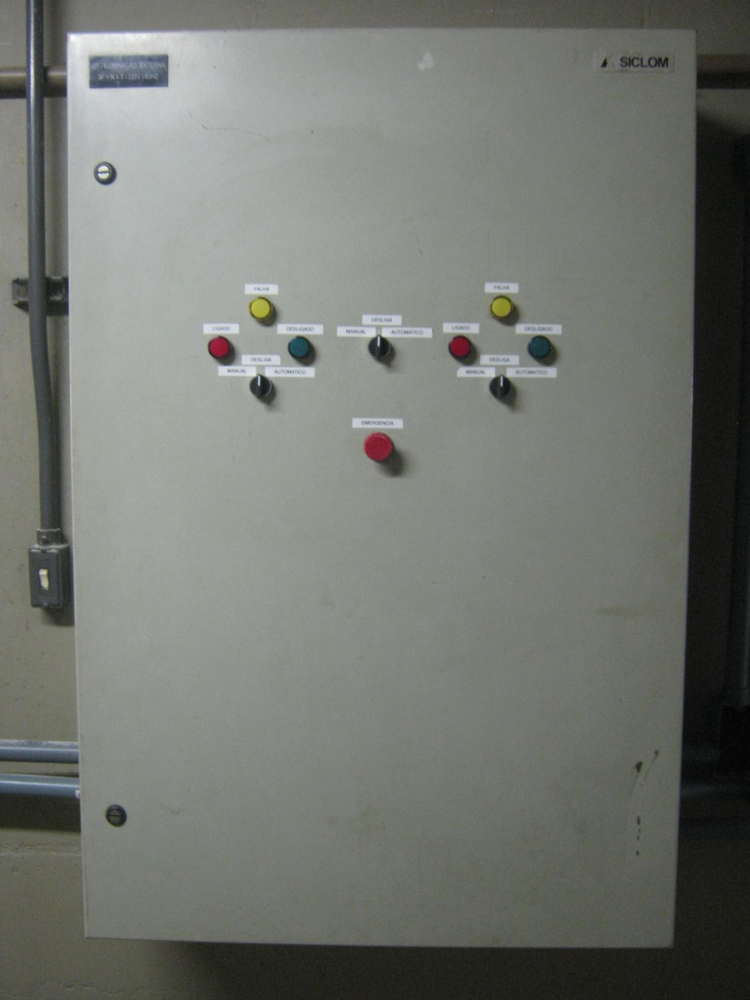 QT - ILUMINAÇÃO EXTERNA
3F + N + T - 220V / 60HZ
SICLOM
FALHA
FALHA
DESLIGA
LIGADO
DESLIGADO
MANUAL
AUTOMATICO
LIGADO
DESLIGADO
DESLIGA
DESLIGA
MANUAL
AUTOMATICO
MANUAL
AUTOMATICO
EMERGENCIA